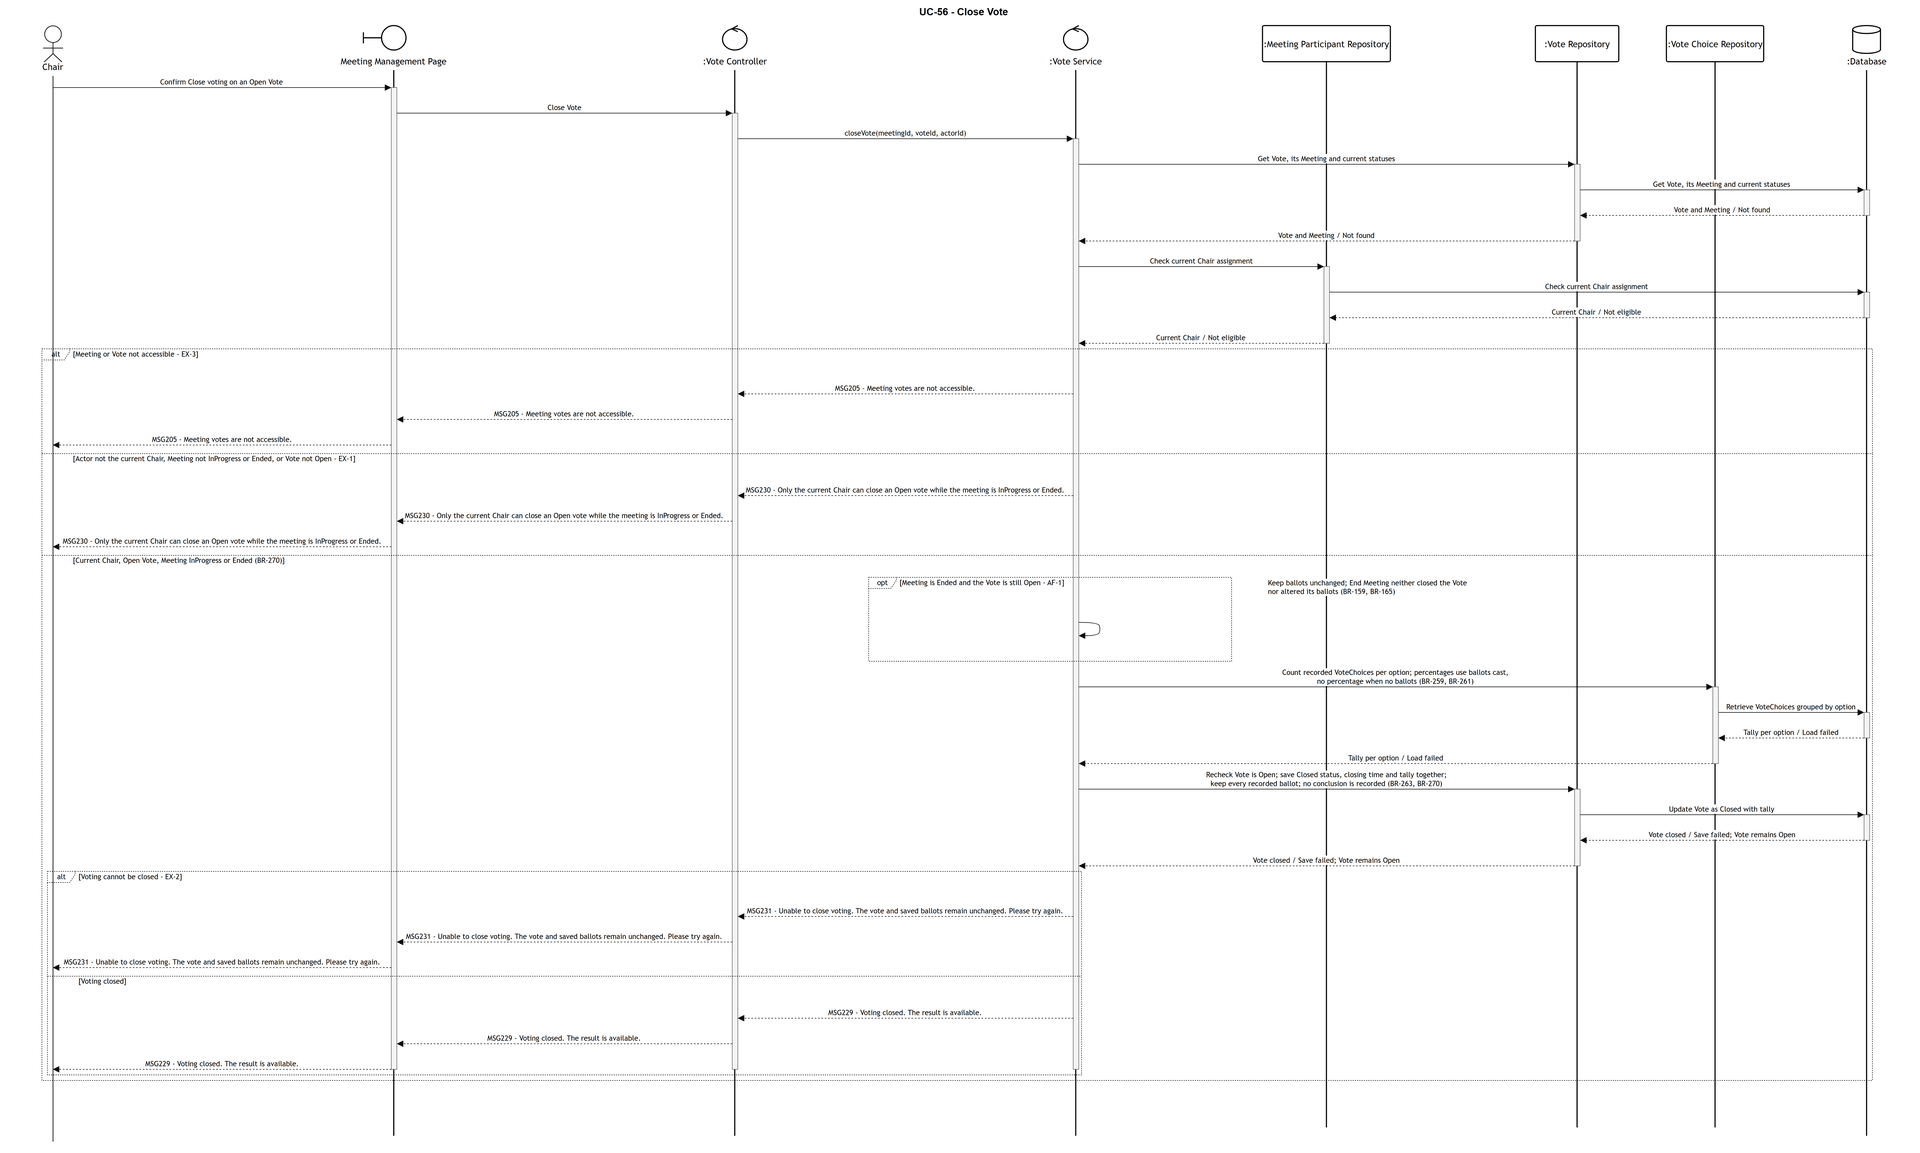 UC-56 - Close Vote
Chair
Meeting Management Page
:Vote Controller
:Vote Service
:Meeting Participant Repository
:Vote Repository
:Vote Choice Repository
:Database
Confirm Close voting on an Open Vote
Close Vote
closeVote(meetingId, voteId, actorId)
Get Vote, its Meeting and current statuses
Get Vote, its Meeting and current statuses
Vote and Meeting / Not found
Vote and Meeting / Not found
Check current Chair assignment
Check current Chair assignment
Current Chair / Not eligible
Current Chair / Not eligible
alt
[Meeting or Vote not accessible - EX-3]
MSG205 - Meeting votes are not accessible.
MSG205 - Meeting votes are not accessible.
MSG205 - Meeting votes are not accessible.
[Actor not the current Chair, Meeting not InProgress or Ended, or Vote not Open - EX-1]
MSG230 - Only the current Chair can close an Open vote while the meeting is InProgress or Ended.
MSG230 - Only the current Chair can close an Open vote while the meeting is InProgress or Ended.
MSG230 - Only the current Chair can close an Open vote while the meeting is InProgress or Ended.
[Current Chair, Open Vote, Meeting InProgress or Ended (BR-270)]
opt
[Meeting is Ended and the Vote is still Open - AF-1]
Keep ballots unchanged; End Meeting neither closed the Vote
nor altered its ballots (BR-159, BR-165)
Count recorded VoteChoices per option; percentages use ballots cast,
no percentage when no ballots (BR-259, BR-261)
Retrieve VoteChoices grouped by option
Tally per option / Load failed
Tally per option / Load failed
Recheck Vote is Open; save Closed status, closing time and tally together;
keep every recorded ballot; no conclusion is recorded (BR-263, BR-270)
Update Vote as Closed with tally
Vote closed / Save failed; Vote remains Open
Vote closed / Save failed; Vote remains Open
alt
[Voting cannot be closed - EX-2]
MSG231 - Unable to close voting. The vote and saved ballots remain unchanged. Please try again.
MSG231 - Unable to close voting. The vote and saved ballots remain unchanged. Please try again.
MSG231 - Unable to close voting. The vote and saved ballots remain unchanged. Please try again.
[Voting closed]
MSG229 - Voting closed. The result is available.
MSG229 - Voting closed. The result is available.
MSG229 - Voting closed. The result is available.